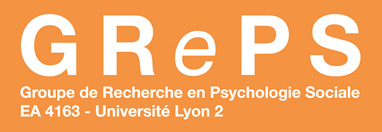 GRePS
Groupe de Recherche en Psychologie Sociale
EA 4163 - Université Lyon 2